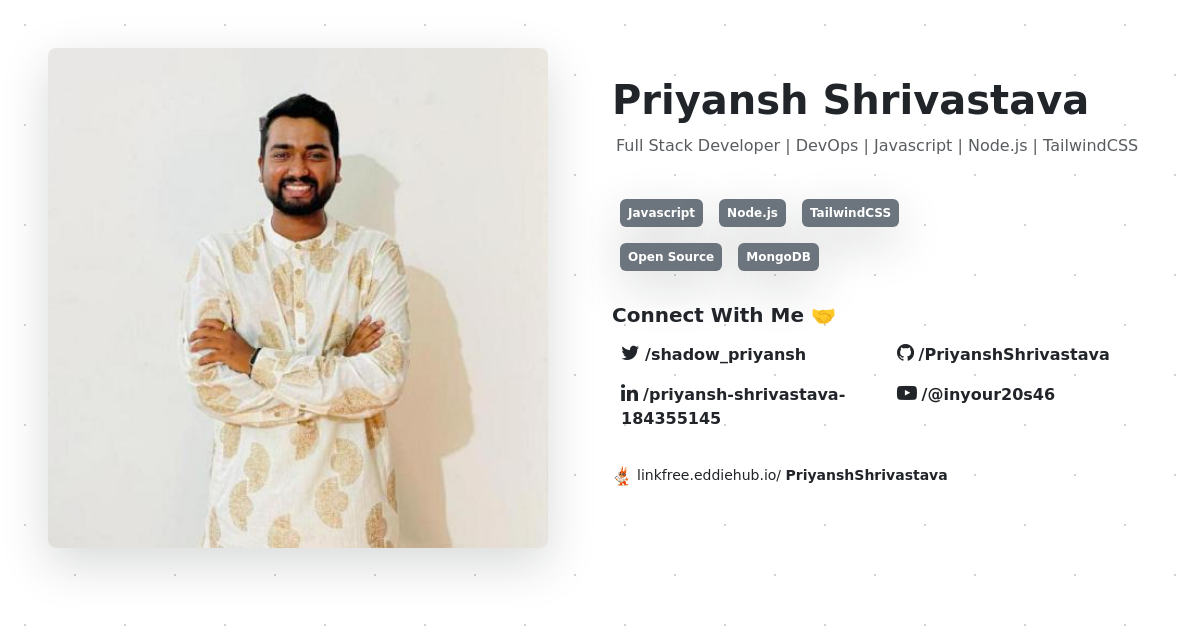 Priyansh Shrivastava
Full Stack Developer | DevOps | Javascript | Node.js | TailwindCSS
Javascript Node.js TailwindCSS
Open Source MongoDB
Connect With Me 🤝
/shadow_priyansh
/PriyanshShrivastava
/priyansh-shrivastava-
184355145
/@inyour20s46
linkfree.eddiehub.io/ PriyanshShrivastava